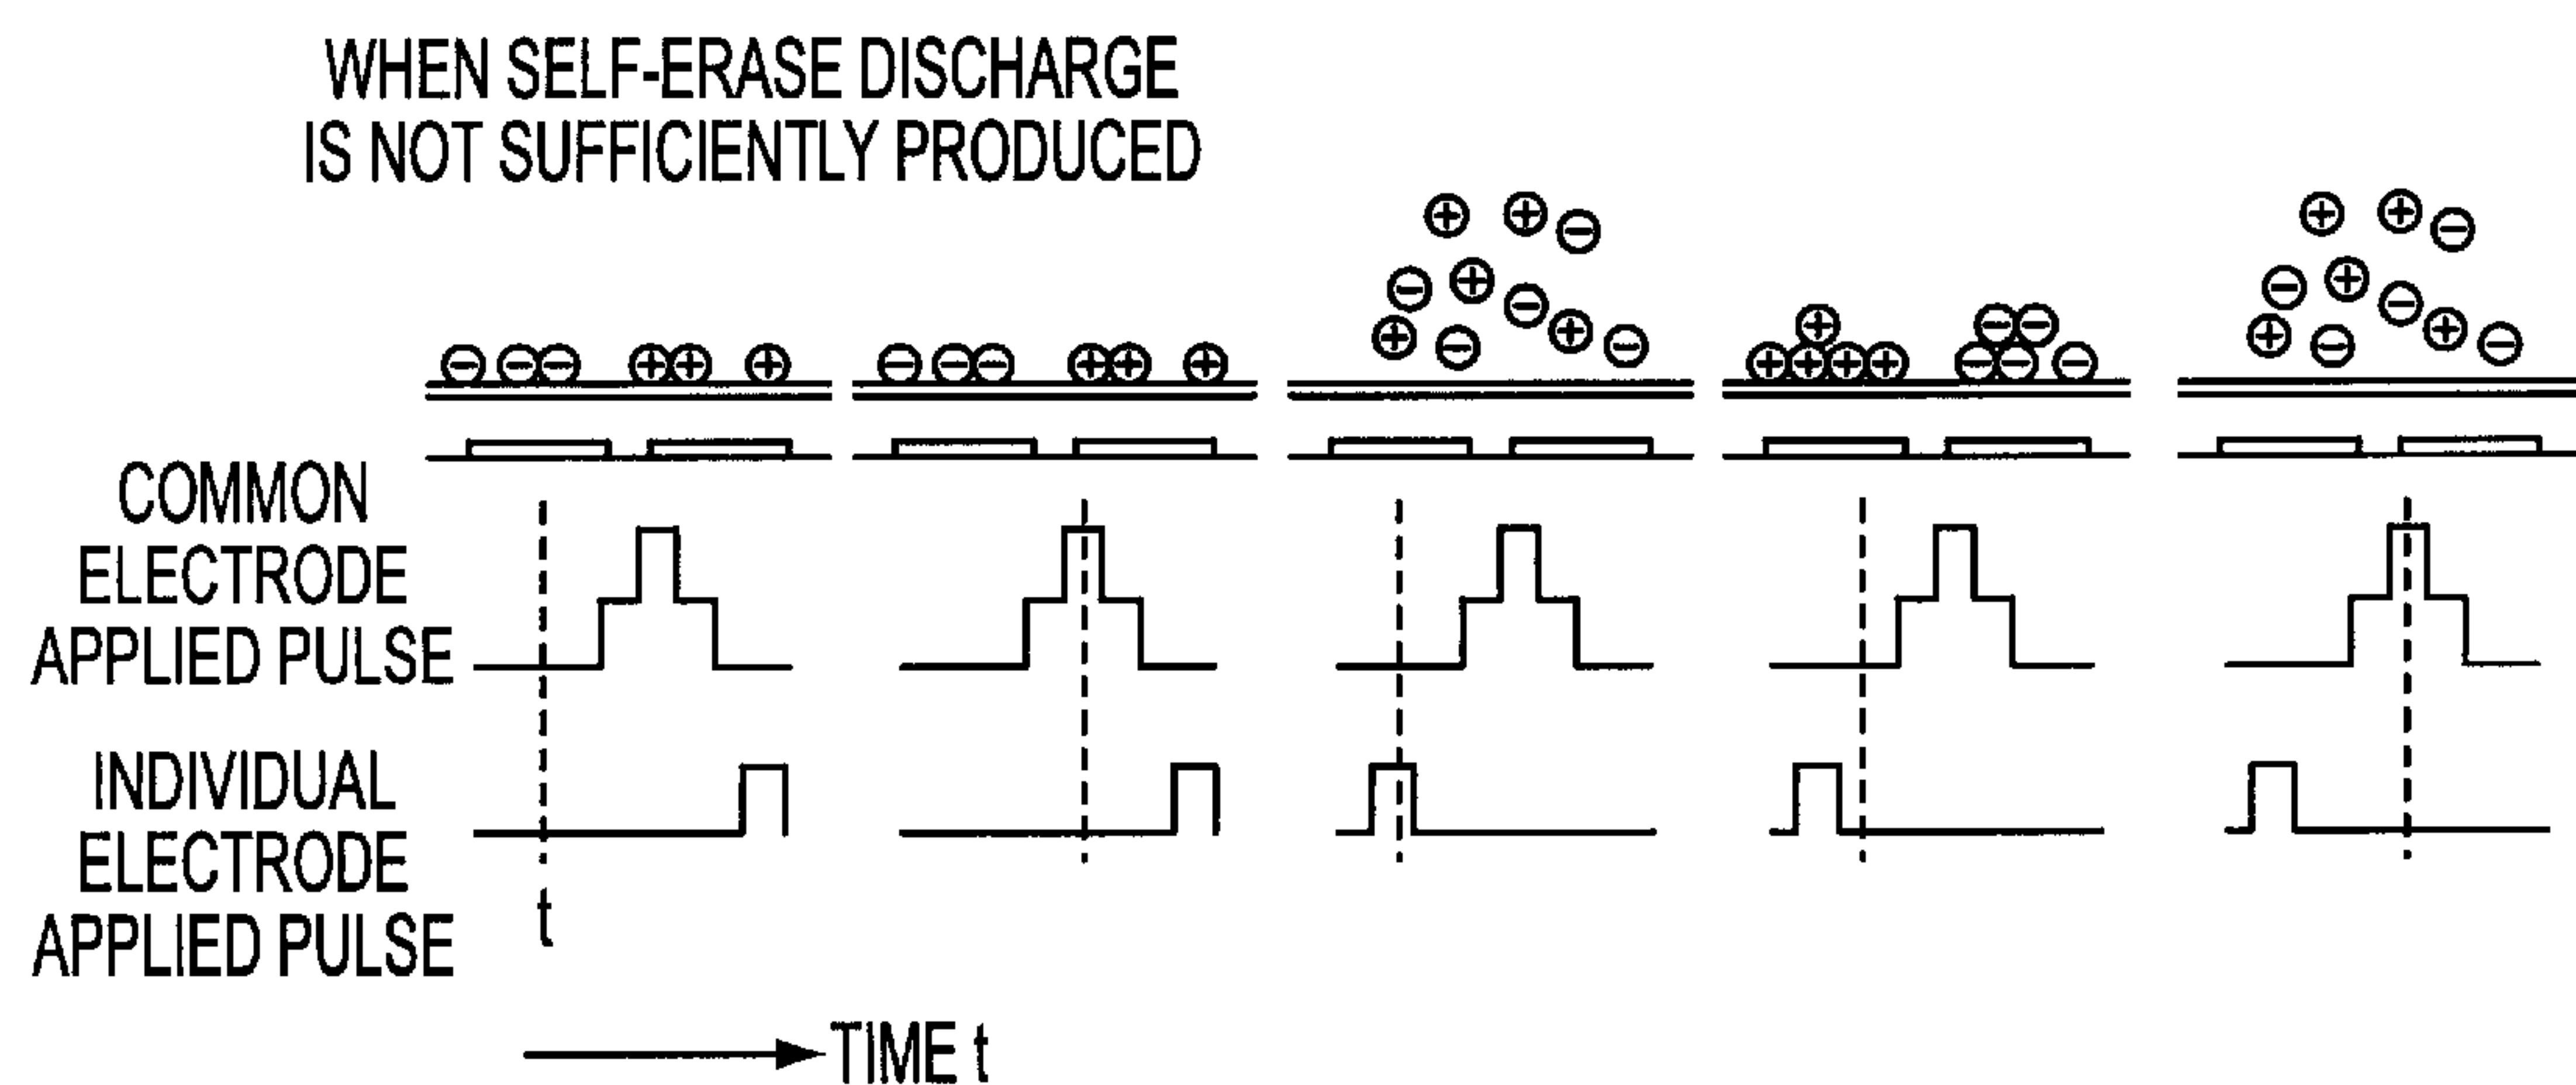 WHEN SELF-ERASE DISCHARGE
IS NOT SUFFICIENTLY PRODUCED
COMMON
ELECTRODE
APPLIED PULSE
INDIVIDUAL
ELECTRODE
APPLIED PULSE
t
TIME t